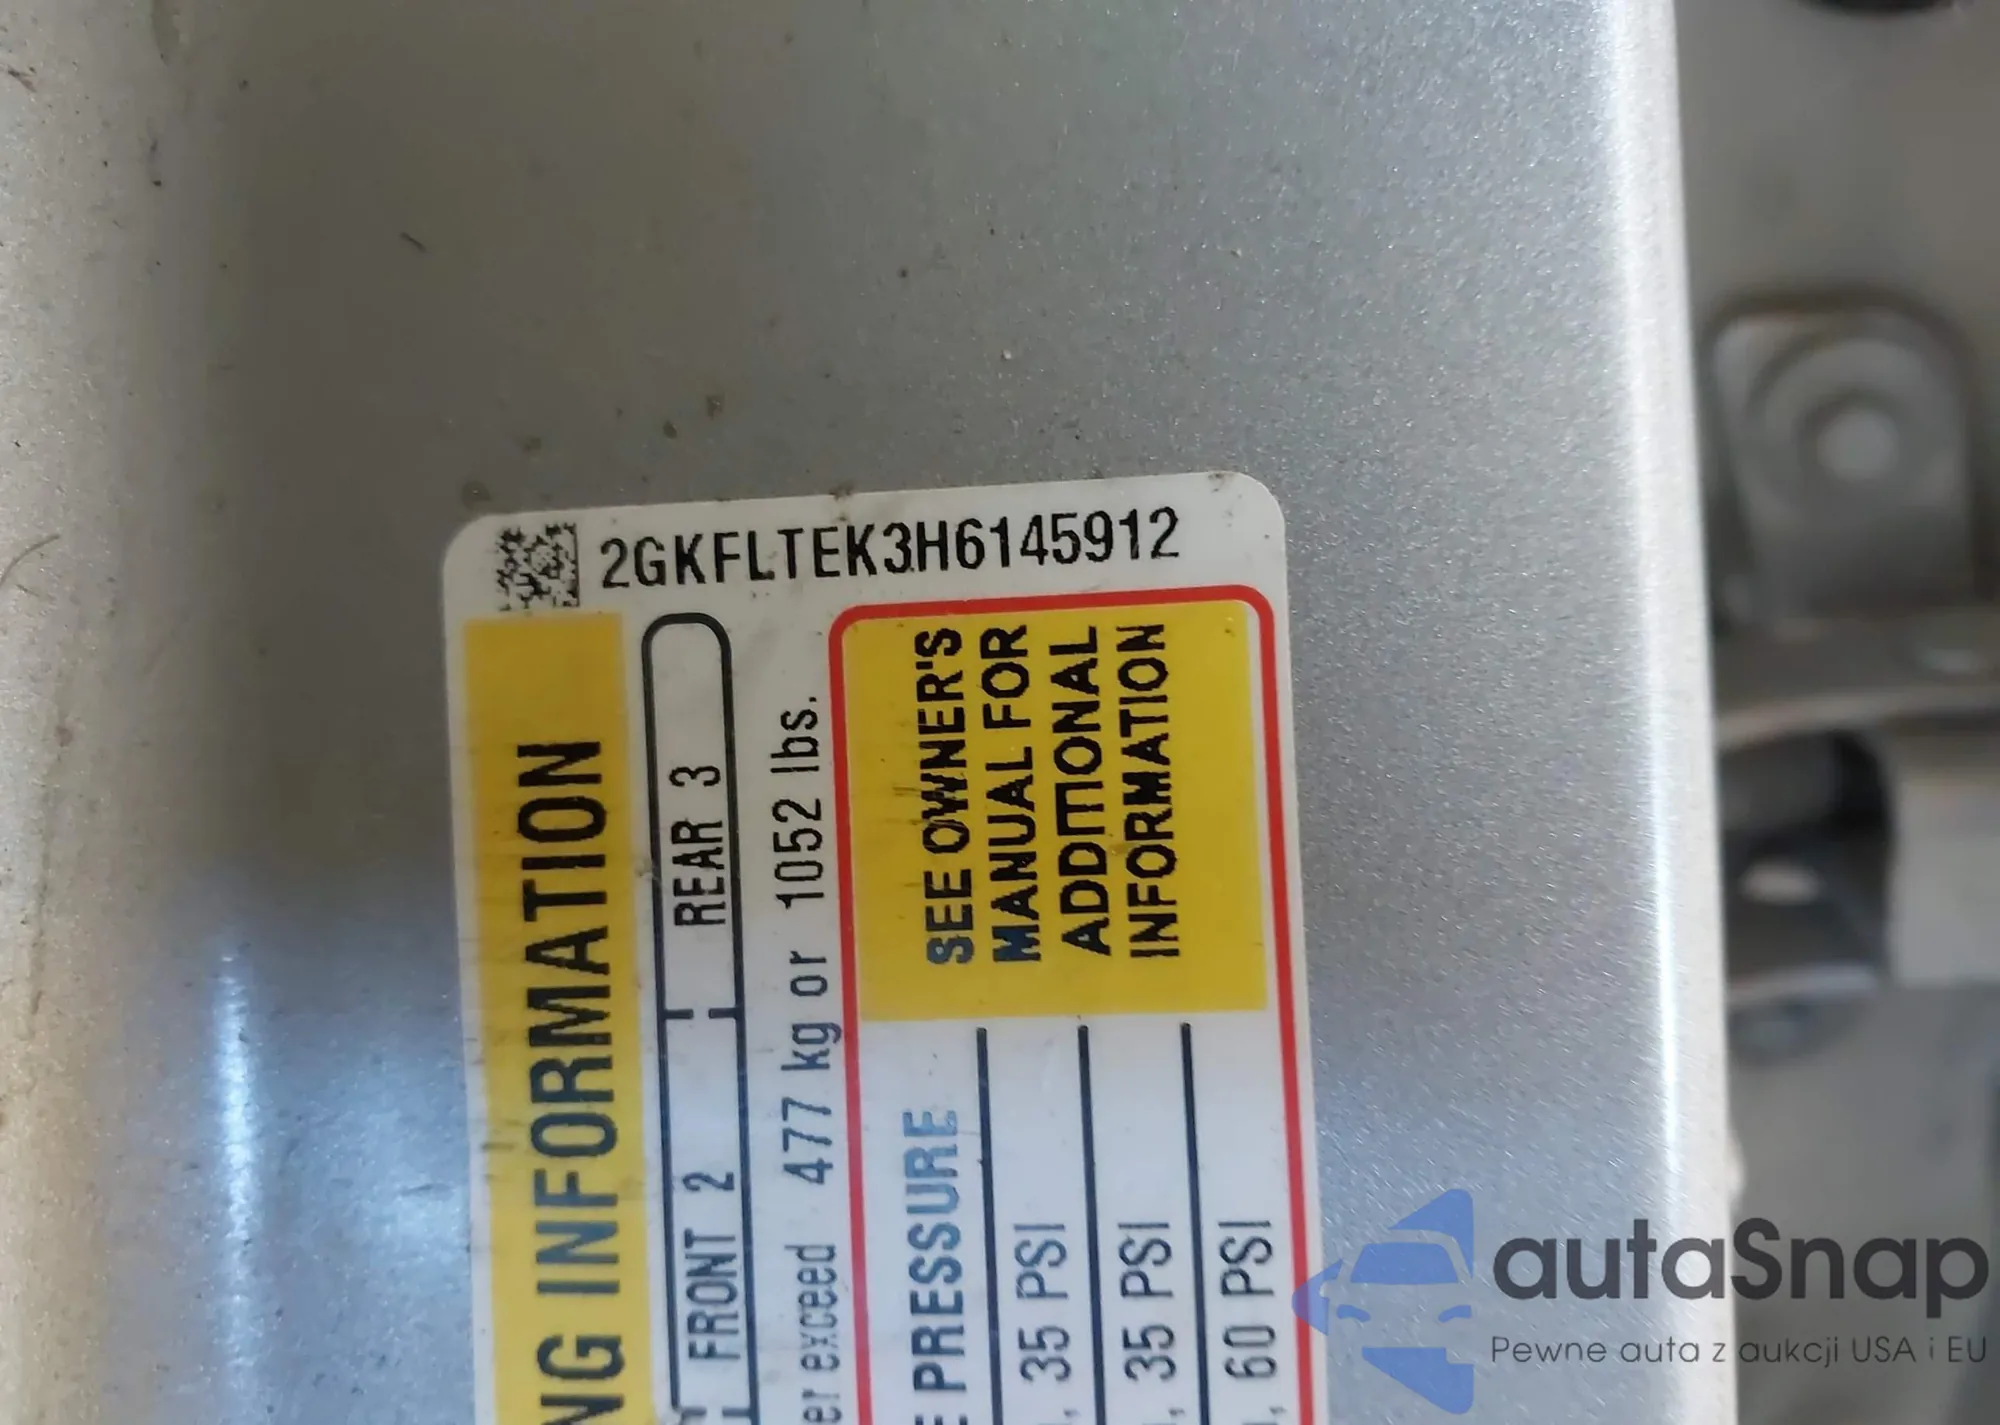 2GKFLTEK3H6145912
NG INFORMATION
FRONT 2 REAR 3
er exceed 477 kg or 1052 lbs.
E PRESSURE
35 PSI
35 PSI
60 PSI
SEE OWNER'S
MANUAL FOR
ADDITIONAL
INFORMATION
autaSnap
Pewne auta z aukcji USA i EU